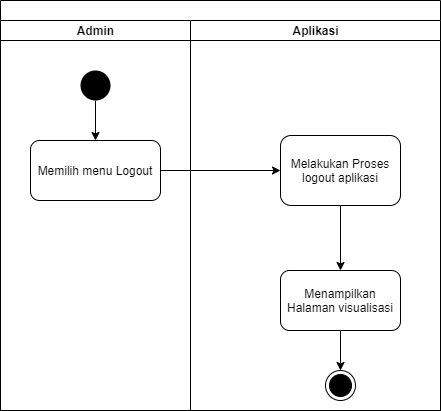 Admin
Aplikasi
Memilih menu Logout
Melakukan Proses
logout aplikasi
Menampilkan
Halaman visualisasi